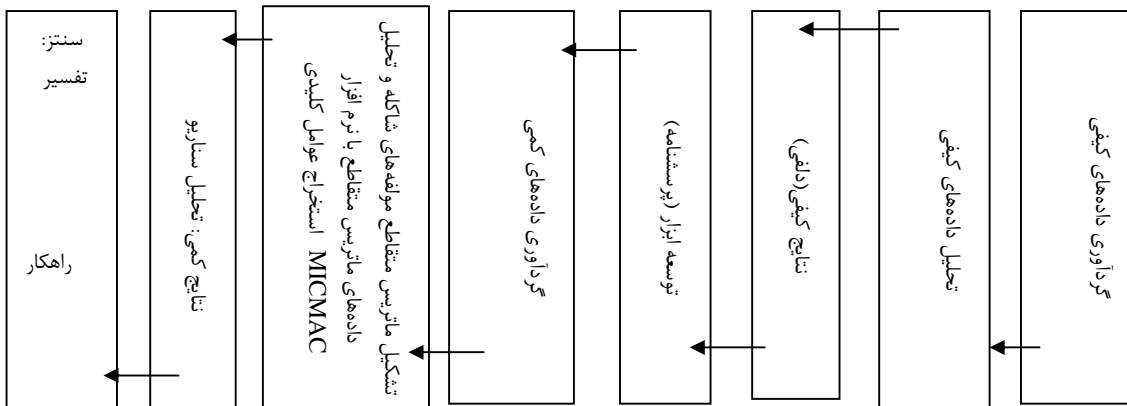 گردآوری داده‌های کیفی
تحلیل داده‌های کیفی
نتایج کیفی(دلفی)
توسعه ابزار (پرسشنامه)
گردآوری داده‌های کمی
تشکیل ماتریس متقاطع مولفه‌های شاکله و تحلیل
داده‌های ماتریس متقاطع با نرم افزار
MICMAC استخراج عوامل کلیدی
نتایج کمی: تحلیل سناریو
سنتز:
تفسیر
راهکار